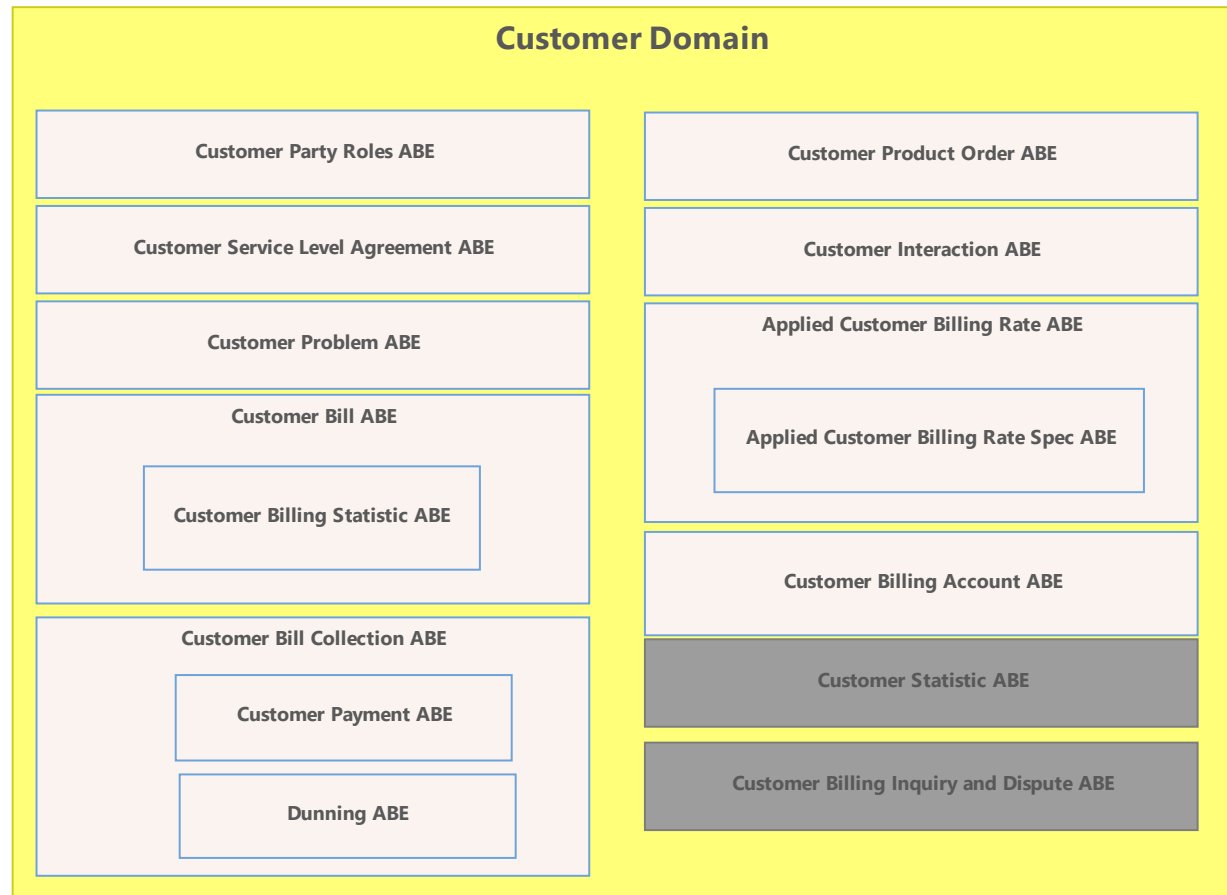 Customer Domain
Customer Party Roles ABE
Customer Service Level Agreement ABE
Customer Problem ABE
Customer Bill ABE
Customer Billing Statistic ABE
Customer Bill Collection ABE
Customer Payment ABE
Dunning ABE
Customer Product Order ABE
Customer Interaction ABE
Applied Customer Billing Rate ABE
Applied Customer Billing Rate Spec ABE
Customer Billing Account ABE
Customer Statistic ABE
Customer Billing Inquiry and Dispute ABE